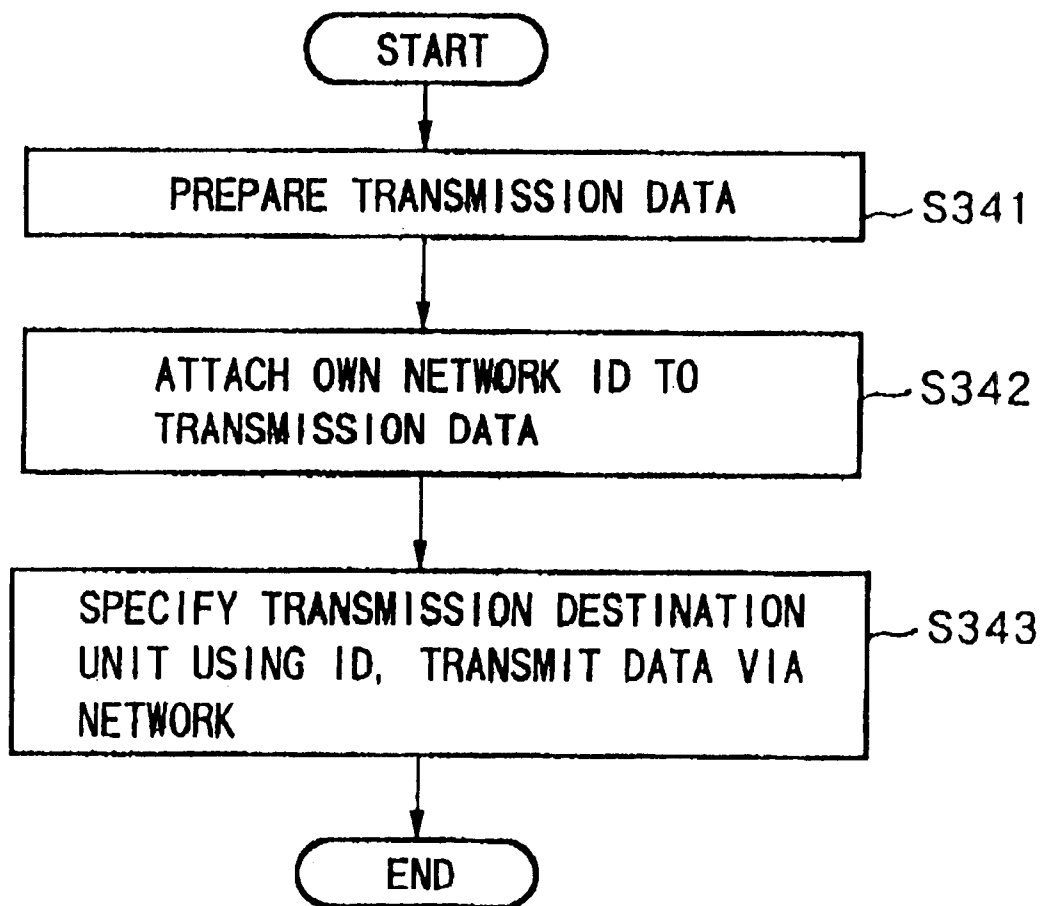 START
PREPARE TRANSMISSION DATA
S341
ATTACH OWN NETWORK ID TO
TRANSMISSION DATA
S342
SPECIFY TRANSMISSION DESTINATION
UNIT USING ID, TRANSMIT DATA VIA
NETWORK
S343
END